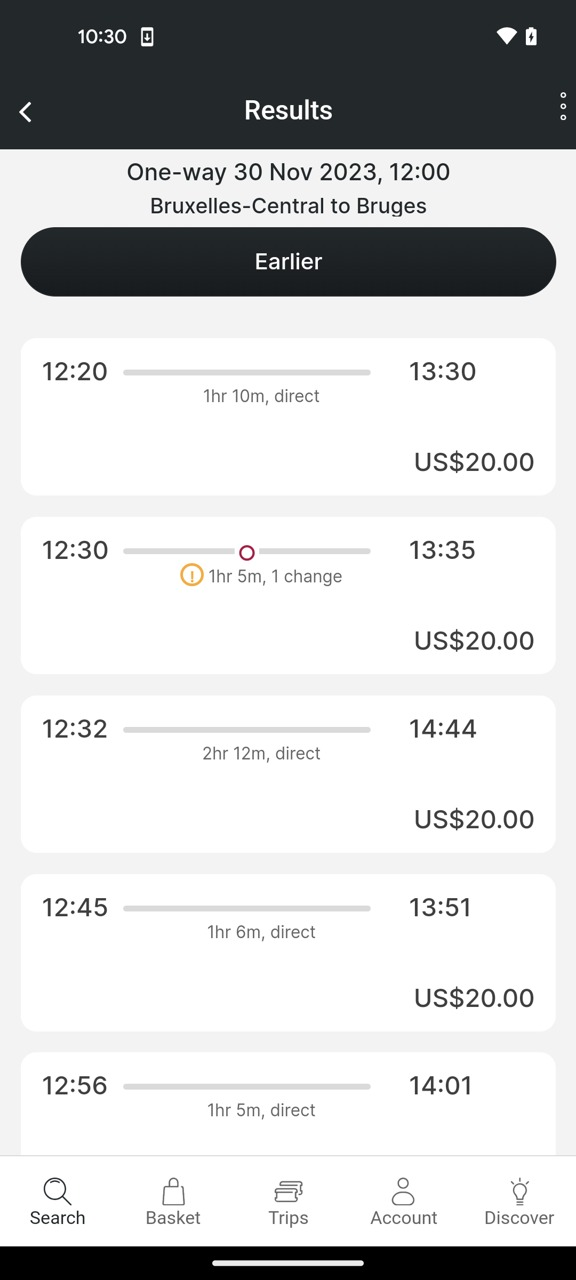 10:30
Results
One-way 30 Nov 2023, 12:00
Bruxelles-Central to Bruges
Earlier
12:20 13:30
1hr 10m, direct
US$20.00
12:30 13:35
1hr 5m, 1 change
US$20.00
12:32 14:44
2hr 12m, direct
US$20.00
12:45 13:51
1hr 6m, direct
US$20.00
12:56 14:01
1hr 5m, direct
Search Basket Trips Account Discover